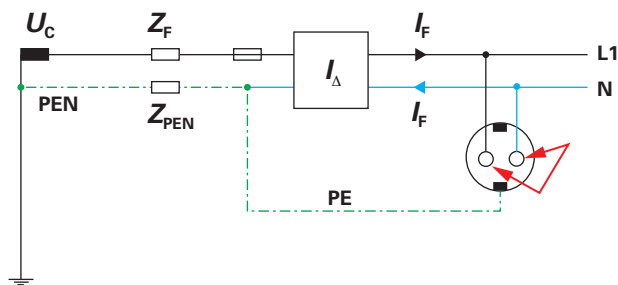 U_C Z_F I_F L1
I_Δ N
PEN Z_PEN I_F
PE